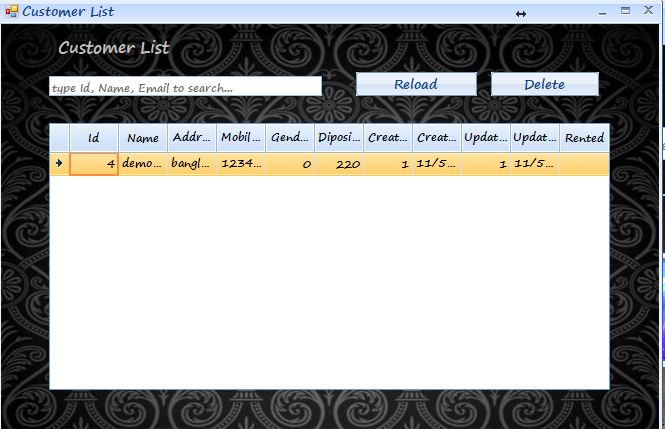 Customer List
Customer List
type Id, Name, Email to search...
Reload
Delete
Id Name Addr... Mobil... Gend... Diposi... Creat... Creat... Updat... Updat... Rented
4 demo... bangl... 1234... 0 220 1 11/5... 1 11/5...